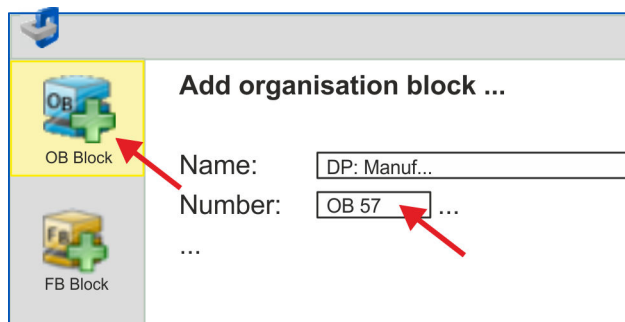 Add organisation block ...
OB
OB Block
Name: DP: Manuf...
Number: OB 57 ...
...
FB
FB Block